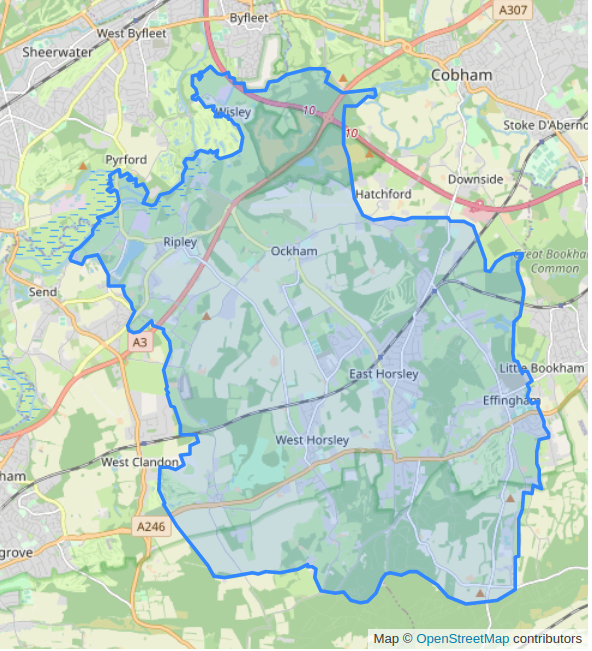 A307
Byfleet
West Byfleet
Sheerwater
Cobham
Wisley
10
10
Stoke D'Aberno
Pyrford
Downside
Hatchford
Ripley
Ockham
Great Bookham
Common
Send
A3
East Horsley
Little Bookham
Effingham
West Horsley
West Clandon
ham
A246
grove
Map © OpenStreetMap contributors